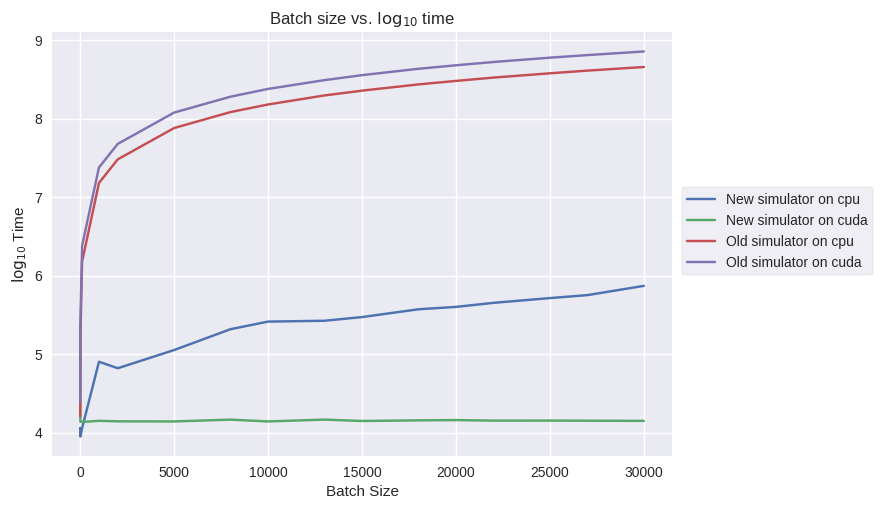 Batch size vs. log₁₀ time
9
8
7
6
5
4
log₁₀ Time
0 5000 10000 15000 20000 25000 30000
Batch Size
New simulator on cpu
New simulator on cuda
Old simulator on cpu
Old simulator on cuda